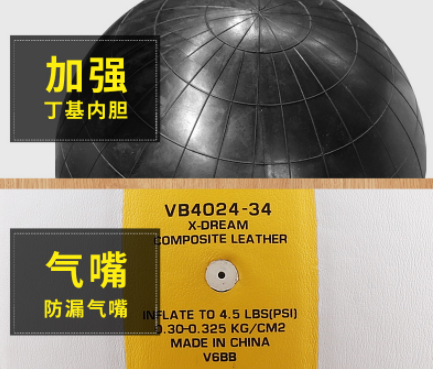 加强
丁基内胆
VB4024-34
X-DREAM
COMPOSITE LEATHER
气嘴
防漏气嘴
INFLATE TO 4.5 LBS(PSI)
0.30-0.325 KG/CM2
MADE IN CHINA
V6BB